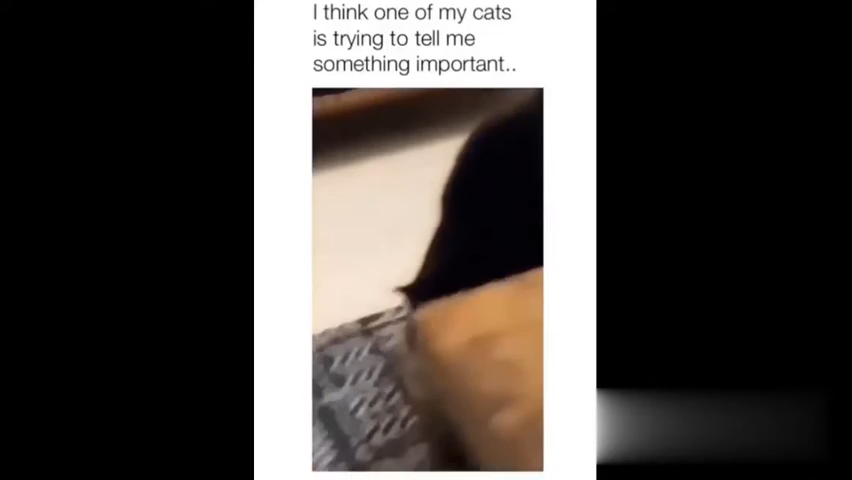 I think one of my cats
is trying to tell me
something important..